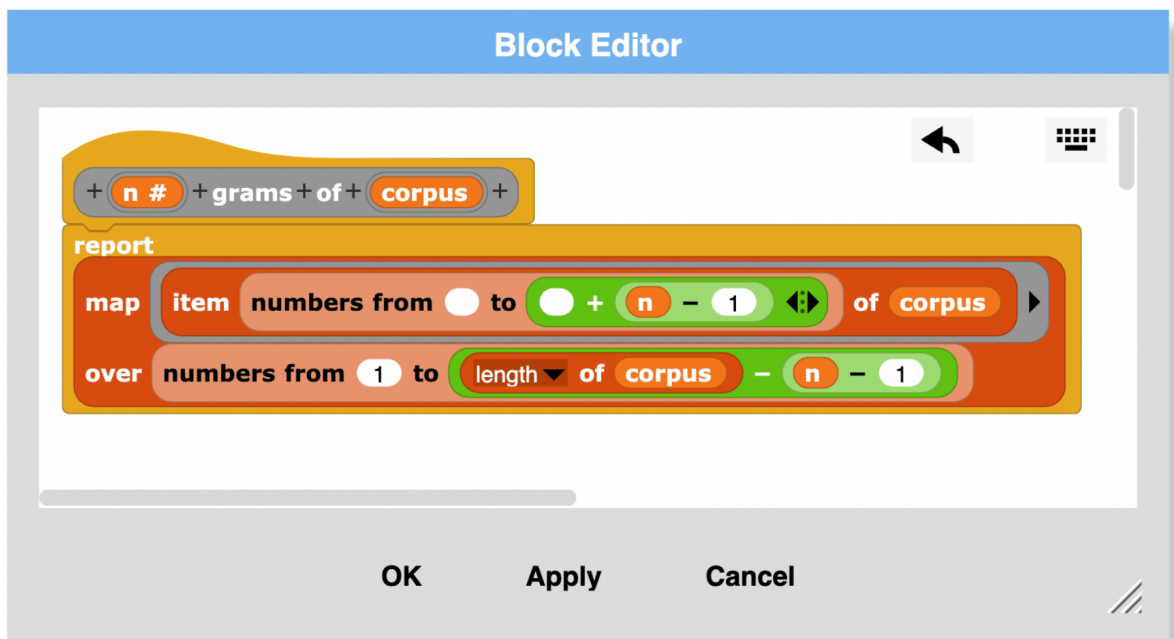 Block Editor
+ n # + grams + of + corpus +
report
map item numbers from to + n - 1 of corpus
over numbers from 1 to length of corpus - n - 1
OK Apply Cancel